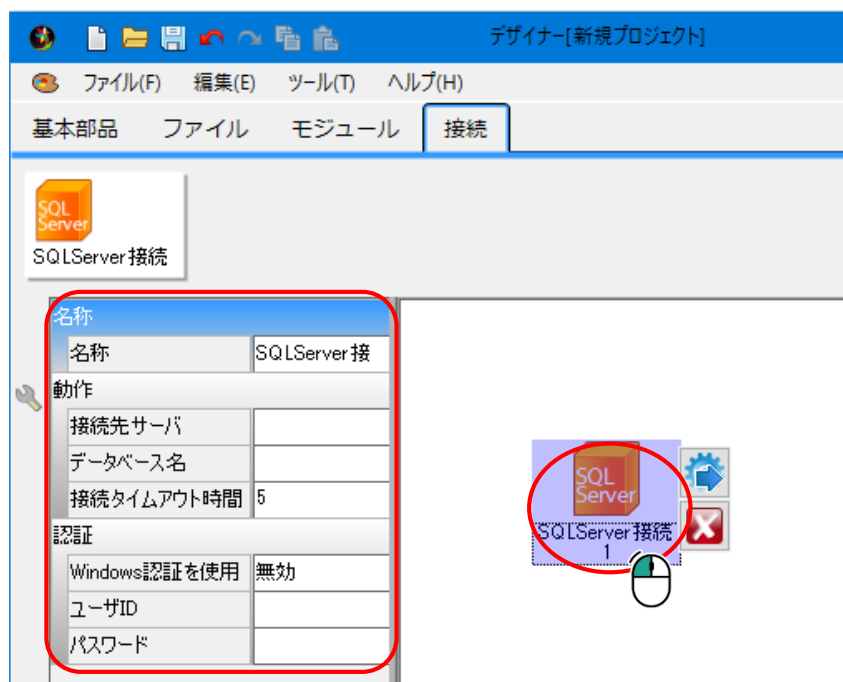 デザイナー[新規プロジェクト]
ファイル(F) 編集(E) ツール(T) ヘルプ(H)
基本部品 ファイル モジュール 接続
SQL
Server
SQLServer接続
名称
名称 SQLServer接
動作
接続先サーバ
データベース名
接続タイムアウト時間 5
認証
Windows認証を使用 無効
ユーザID
パスワード
SQL
Server
SQLServer接続
1